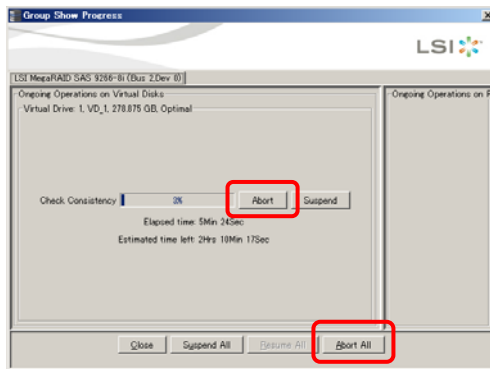 Group Show Progress
LSI
LSI MegaRAID SAS 9266-8i (Bus 2,Dev 0)
Ongoing Operations on Virtual Disks
Ongoing Operations on
Virtual Drive: 1, VD_1, 278.875 GB, Optimal
Check Consistency 3% Abort Suspend
Elapsed time: 5Min 24Sec
Estimated time left: 2Hrs 18Min 17Sec
Close Suspend All Resume All Abort All